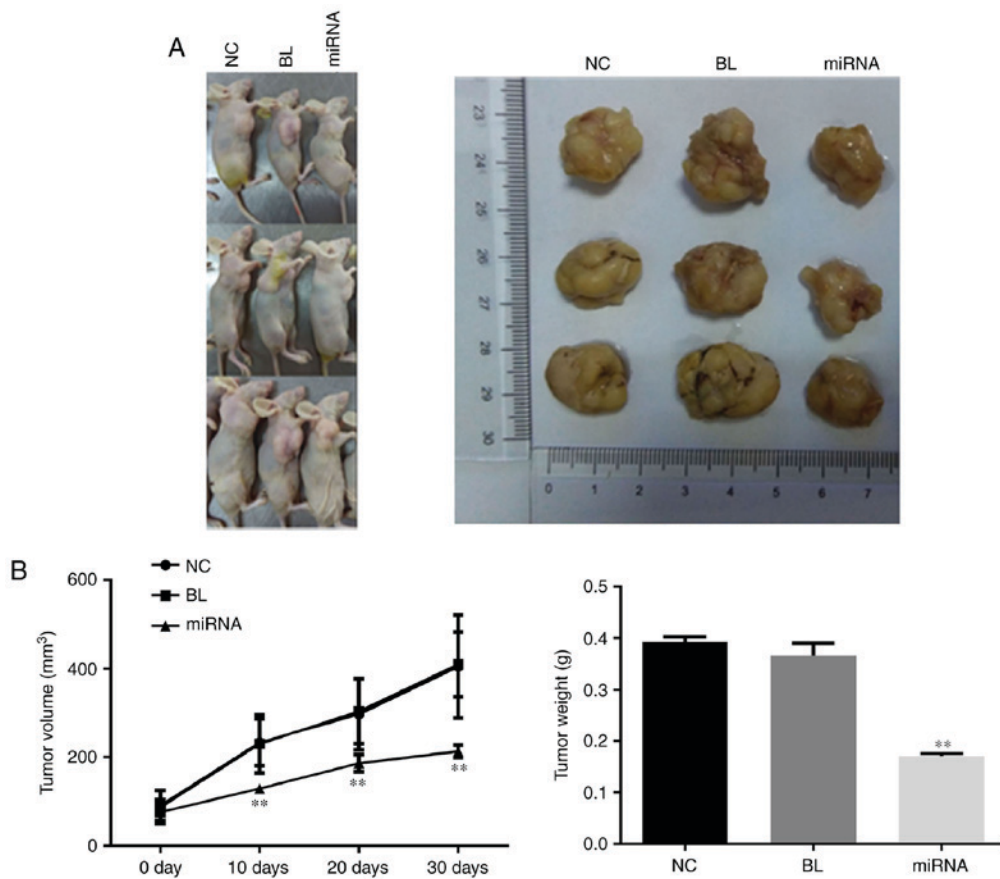 A
NC
BL
miRNA
NC BL miRNA
23
24
25
26
27
28
29
30
0 1 2 3 4 5 6 7
B
NC
BL
miRNA
Tumor volume (mm³)
600
400
200
0
** ** **
0 day 10 days 20 days 30 days
Tumor weight (g)
0.5
0.4
0.3
0.2
0.1
0.0
**
NC BL miRNA